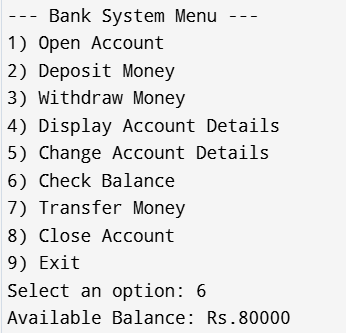 --- Bank System Menu ---
1) Open Account
2) Deposit Money
3) Withdraw Money
4) Display Account Details
5) Change Account Details
6) Check Balance
7) Transfer Money
8) Close Account
9) Exit
Select an option: 6
Available Balance: Rs.80000